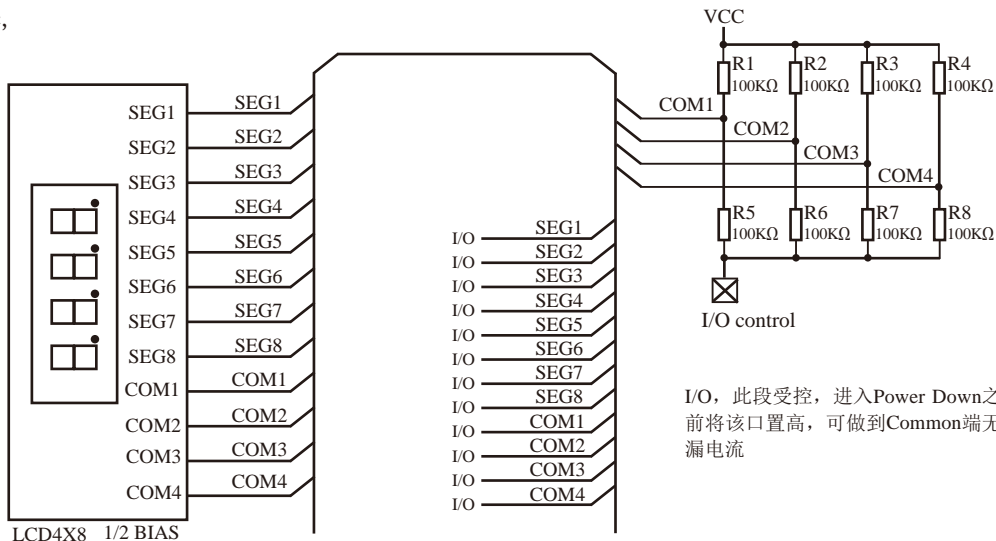 ,
VCC
R1
100KΩ
R2
100KΩ
R3
100KΩ
R4
100KΩ
COM1
COM2
COM3
COM4
R5
100KΩ
R6
100KΩ
R7
100KΩ
R8
100KΩ
I/O control
SEG1
SEG2
SEG3
SEG4
SEG5
SEG6
SEG7
SEG8
COM1
COM2
COM3
COM4
SEG1
SEG2
SEG3
SEG4
SEG5
SEG6
SEG7
SEG8
COM1
COM2
COM3
COM4
I/O SEG1
I/O SEG2
I/O SEG3
I/O SEG4
I/O SEG5
I/O SEG6
I/O SEG7
I/O SEG8
I/O COM1
I/O COM2
I/O COM3
I/O COM4
I/O,此段受控,进入Power Down之
前将该口置高,可做到Common端无
漏电流
LCD4X8 1/2 BIAS